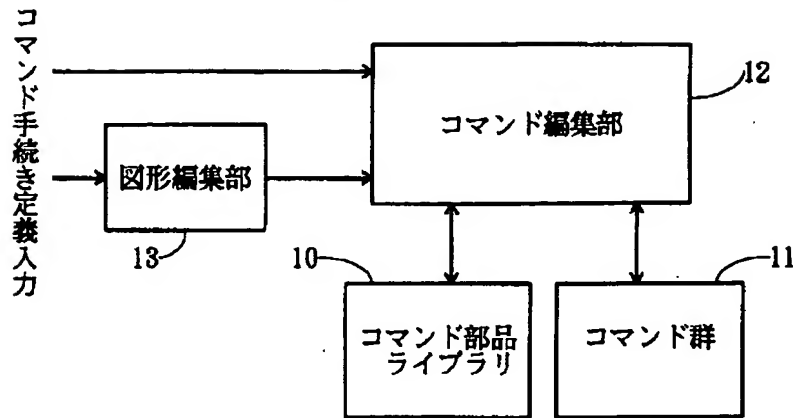 コマンド手続き定義入力
12
コマンド編集部
図形編集部
13
10
11
コマンド部品
ライブラリ
コマンド群